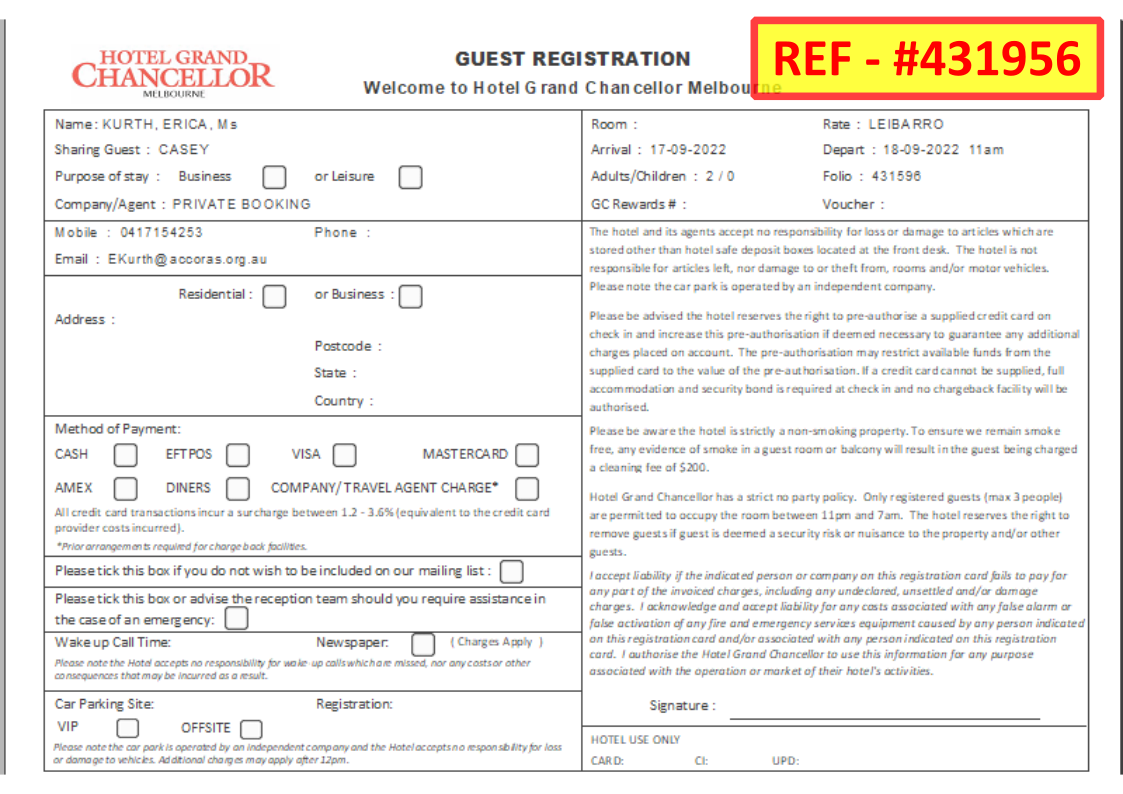 HOTEL GRAND
CHANCELLOR
MELBOURNE
GUEST REGISTRATION
Welcome to Hotel Grand Chancellor Melbourne
REF - #431956
Name: KURTH, ERICA, Ms
Sharing Guest : CASEY
Purpose of stay : Business or Leisure
Company/Agent : PRIVATE BOOKING
Room : Rate : LEIBARRO
Arrival : 17-09-2022 Depart : 18-09-2022 11am
Adults/Children : 2 / 0 Folio : 431596
GC Rewards # : Voucher :
Mobile : 0417154253 Phone :
Email : EKurth@accoras.org.au
Residential : or Business :
Address :
Postcode :
State :
Country :
Method of Payment:
CASH EFTPOS VISA MASTERCARD
AMEX DINERS COMPANY/TRAVEL AGENT CHARGE*
All credit card transactions incur a surcharge between 1.2 - 3.6% (equivalent to the credit card
provider costs incurred).
*Prior arrangements required for charge back facilities.
Please tick this box if you do not wish to be included on our mailing list :
Please tick this box or advise the reception team should you require assistance in
the case of an emergency:
Wake up Call Time: Newspaper: ( Charges Apply )
Please note the Hotel accepts no responsibility for wake-up calls which are missed, nor any costs or other
consequences that may be incurred as a result.
Car Parking Site: Registration:
VIP OFFSITE
Please note the car park is operated by an independent company and the Hotel accepts no responsibility for loss
or damage to vehicles. Additional charges may apply after 12pm.
The hotel and its agents accept no responsibility for loss or damage to articles which are
stored other than hotel safe deposit boxes located at the front desk. The hotel is not
responsible for articles left, nor damage to or theft from, rooms and/or motor vehicles.
Please note the car park is operated by an independent company.
Please be advised the hotel reserves the right to pre-authorise a supplied credit card on
check in and increase this pre-authorisation if deemed necessary to guarantee any additional
charges placed on account. The pre-authorisation may restrict available funds from the
supplied card to the value of the pre-authorisation. If a credit card cannot be supplied, full
accommodation and security bond is required at check in and no chargeback facility will be
authorised.
Please be aware the hotel is strictly a non-smoking property. To ensure we remain smoke
free, any evidence of smoke in a guest room or balcony will result in the guest being charged
a cleaning fee of $200.
Hotel Grand Chancellor has a strict no party policy. Only registered guests (max 3 people)
are permitted to occupy the room between 11pm and 7am. The hotel reserves the right to
remove guests if guest is deemed a security risk or nuisance to the property and/or other
guests.
I accept liability if the indicated person or company on this registration card fails to pay for
any part of the invoiced charges, including any undeclared, unsettled and/or damage
charges. I acknowledge and accept liability for any costs associated with any false alarm or
false activation of any fire and emergency services equipment caused by any person indicated
on this registration card and/or associated with any person indicated on this registration
card. I authorise the Hotel Grand Chancellor to use this information for any purpose
associated with the operation or market of their hotel's activities.
Signature :
HOTEL USE ONLY
CARD: CI: UPD: